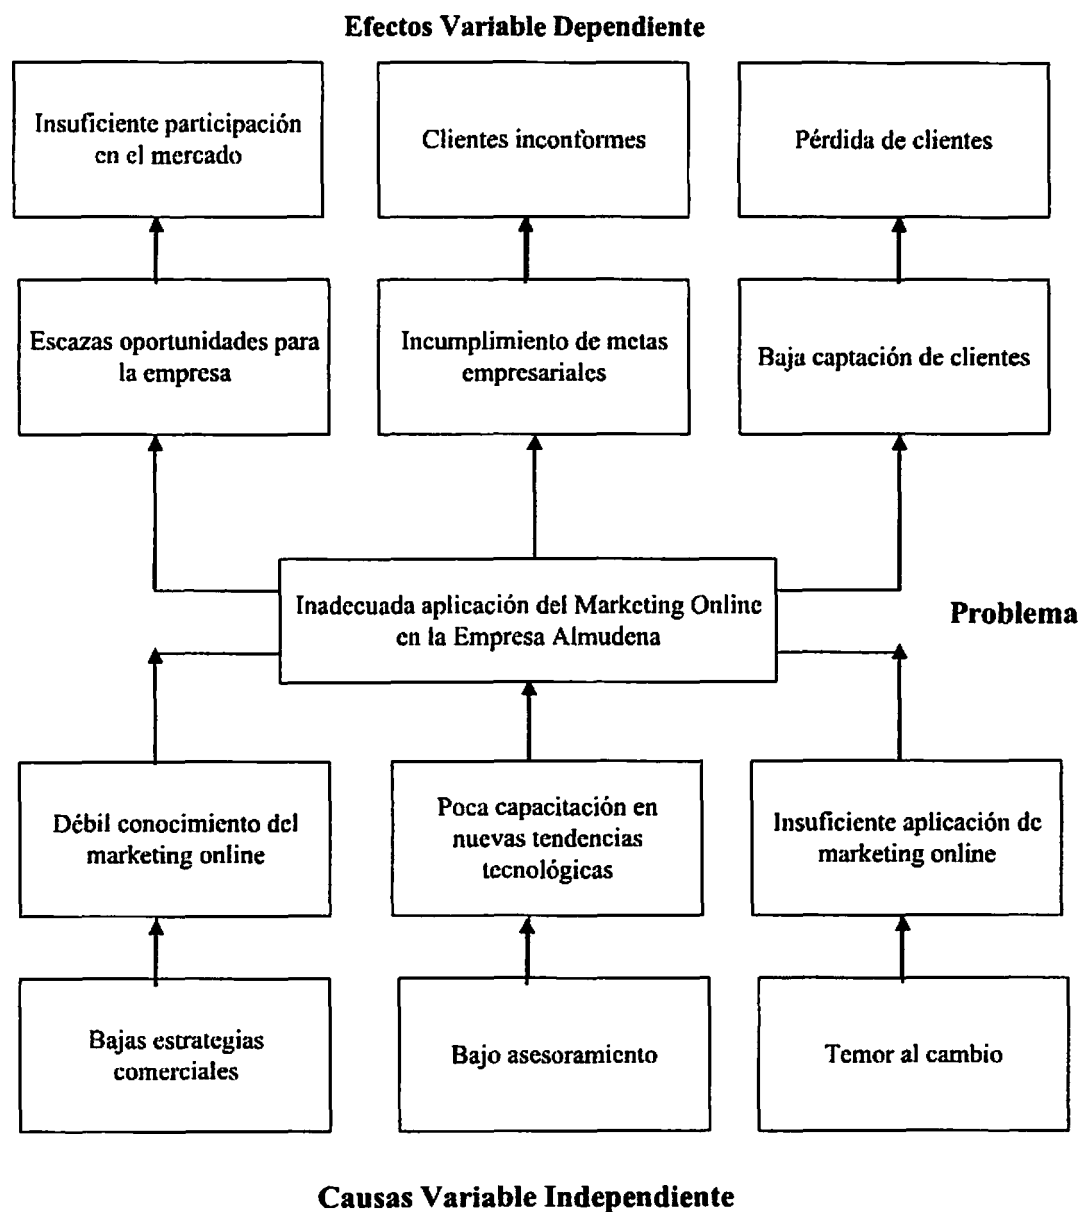 Efectos Variable Dependiente
Insuficiente participación
en el mercado
Clientes inconformes
Pérdida de clientes
Escazas oportunidades para
la empresa
Incumplimiento de metas
empresariales
Baja captación de clientes
Inadecuada aplicación del Marketing Online
en la Empresa Almudena
Problema
Débil conocimiento del
marketing online
Poca capacitación en
nuevas tendencias
tecnológicas
Insuficiente aplicación de
marketing online
Bajas estrategias
comerciales
Bajo asesoramiento
Temor al cambio
Causas Variable Independiente